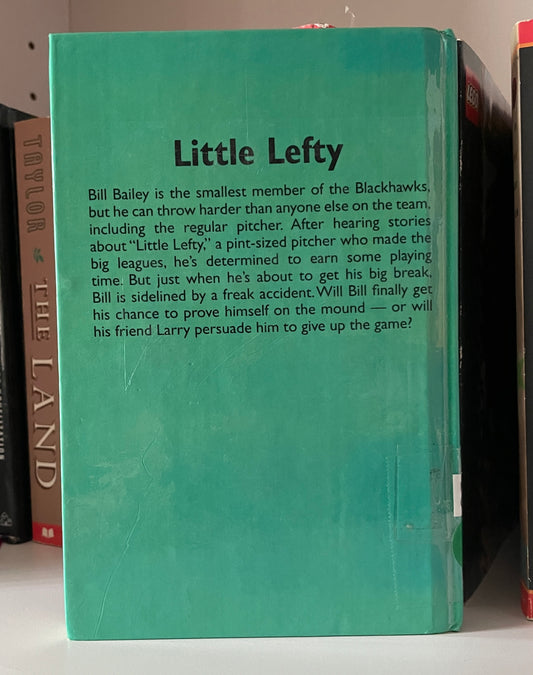 Little Lefty
Bill Bailey is the smallest member of the Blackhawks,
but he can throw harder than anyone else on the team,
including the regular pitcher. After hearing stories
about "Little Lefty," a pint-sized pitcher who made the
big leagues, he's determined to earn some playing
time. But just when he's about to get his big break,
Bill is sidelined by a freak accident. Will Bill finally get
his chance to prove himself on the mound — or will
his friend Larry persuade him to give up the game?
TAYLOR
THE LAND
LEGO